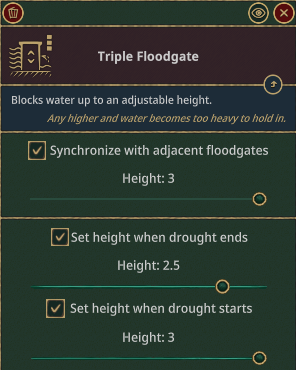 Triple Floodgate
Blocks water up to an adjustable height.
Any higher and water becomes too heavy to hold in.
Synchronize with adjacent floodgates
Height: 3
Set height when drought ends
Height: 2.5
Set height when drought starts
Height: 3